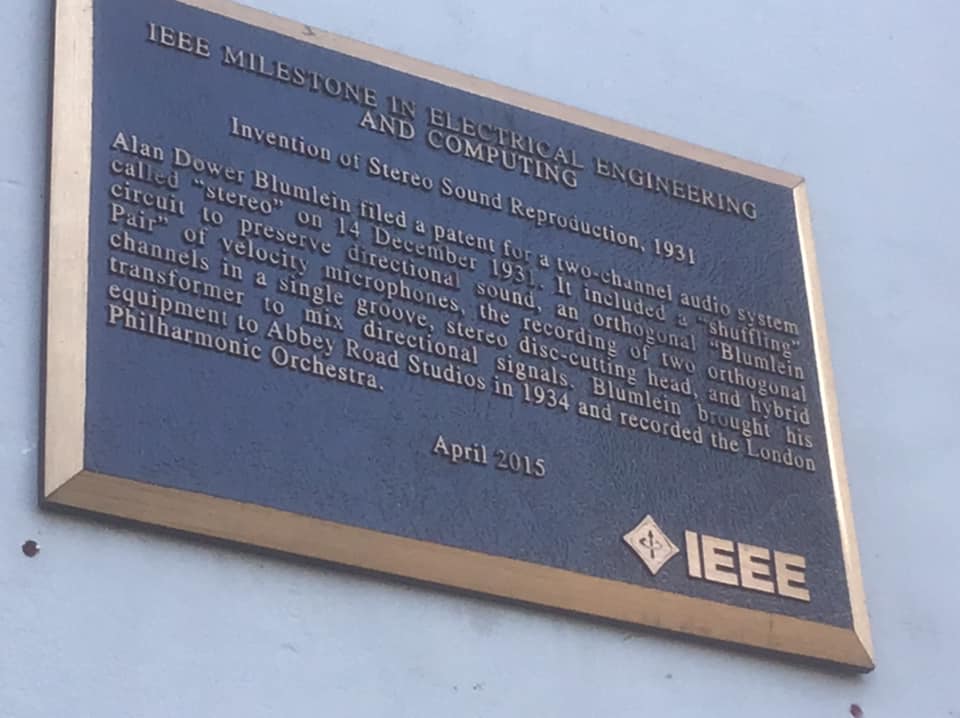 IEEE MILESTONE IN ELECTRICAL ENGINEERING
AND COMPUTING
Invention of Stereo Sound Reproduction, 1931
Alan Dower Blumlein filed a patent for a two-channel audio system
called "stereo" on 14 December 1931. It included a "shuffling"
circuit to preserve directional sound, an orthogonal "Blumlein
Pair" of velocity microphones, the recording of two orthogonal
channels in a single groove, stereo disc-cutting head, and hybrid
transformer to mix directional signals. Blumlein brought his
equipment to Abbey Road Studios in 1934 and recorded the London
Philharmonic Orchestra.
April 2015
IEEE